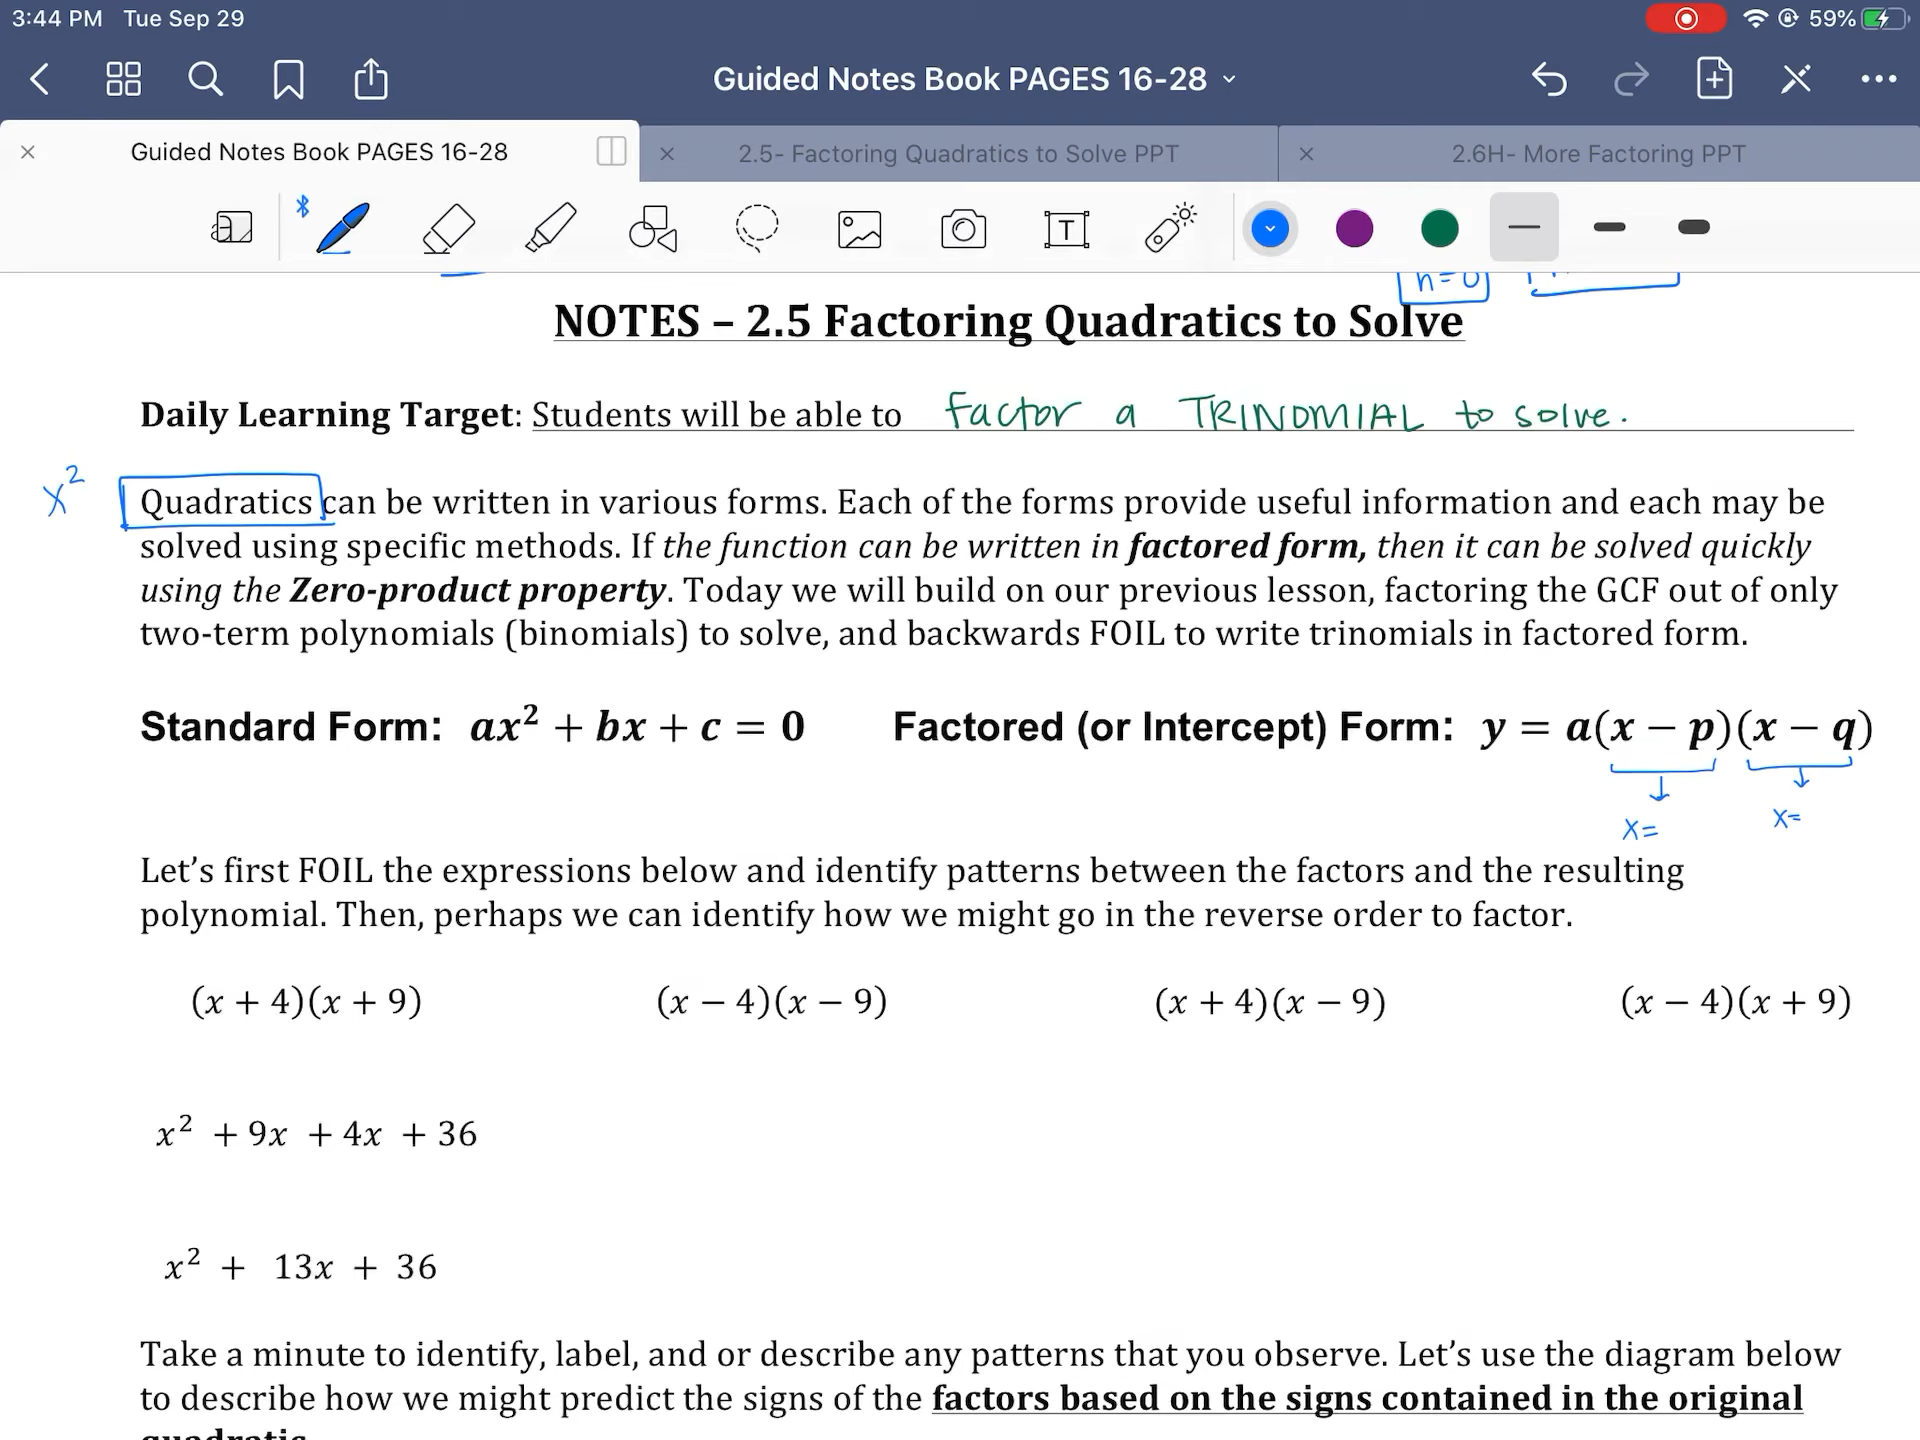 3:44 PM Tue Sep 29
59%
Guided Notes Book PAGES 16-28
Guided Notes Book PAGES 16-28
2.5- Factoring Quadratics to Solve PPT
2.6H- More Factoring PPT
n=0
NOTES – 2.5 Factoring Quadratics to Solve
Daily Learning Target: Students will be able to factor a TRINOMIAL to solve.
x²
Quadratics can be written in various forms. Each of the forms provide useful information and each may be
solved using specific methods. If the function can be written in factored form, then it can be solved quickly
using the Zero-product property. Today we will build on our previous lesson, factoring the GCF out of only
two-term polynomials (binomials) to solve, and backwards FOIL to write trinomials in factored form.
Standard Form: ax² + bx + c = 0 Factored (or Intercept) Form: y = a(x − p)(x − q)
x= x=
Let’s first FOIL the expressions below and identify patterns between the factors and the resulting
polynomial. Then, perhaps we can identify how we might go in the reverse order to factor.
(x + 4)(x + 9) (x − 4)(x − 9) (x + 4)(x − 9) (x − 4)(x + 9)
x² + 9x + 4x + 36
x² + 13x + 36
Take a minute to identify, label, and or describe any patterns that you observe. Let’s use the diagram below
to describe how we might predict the signs of the factors based on the signs contained in the original
quadratic.